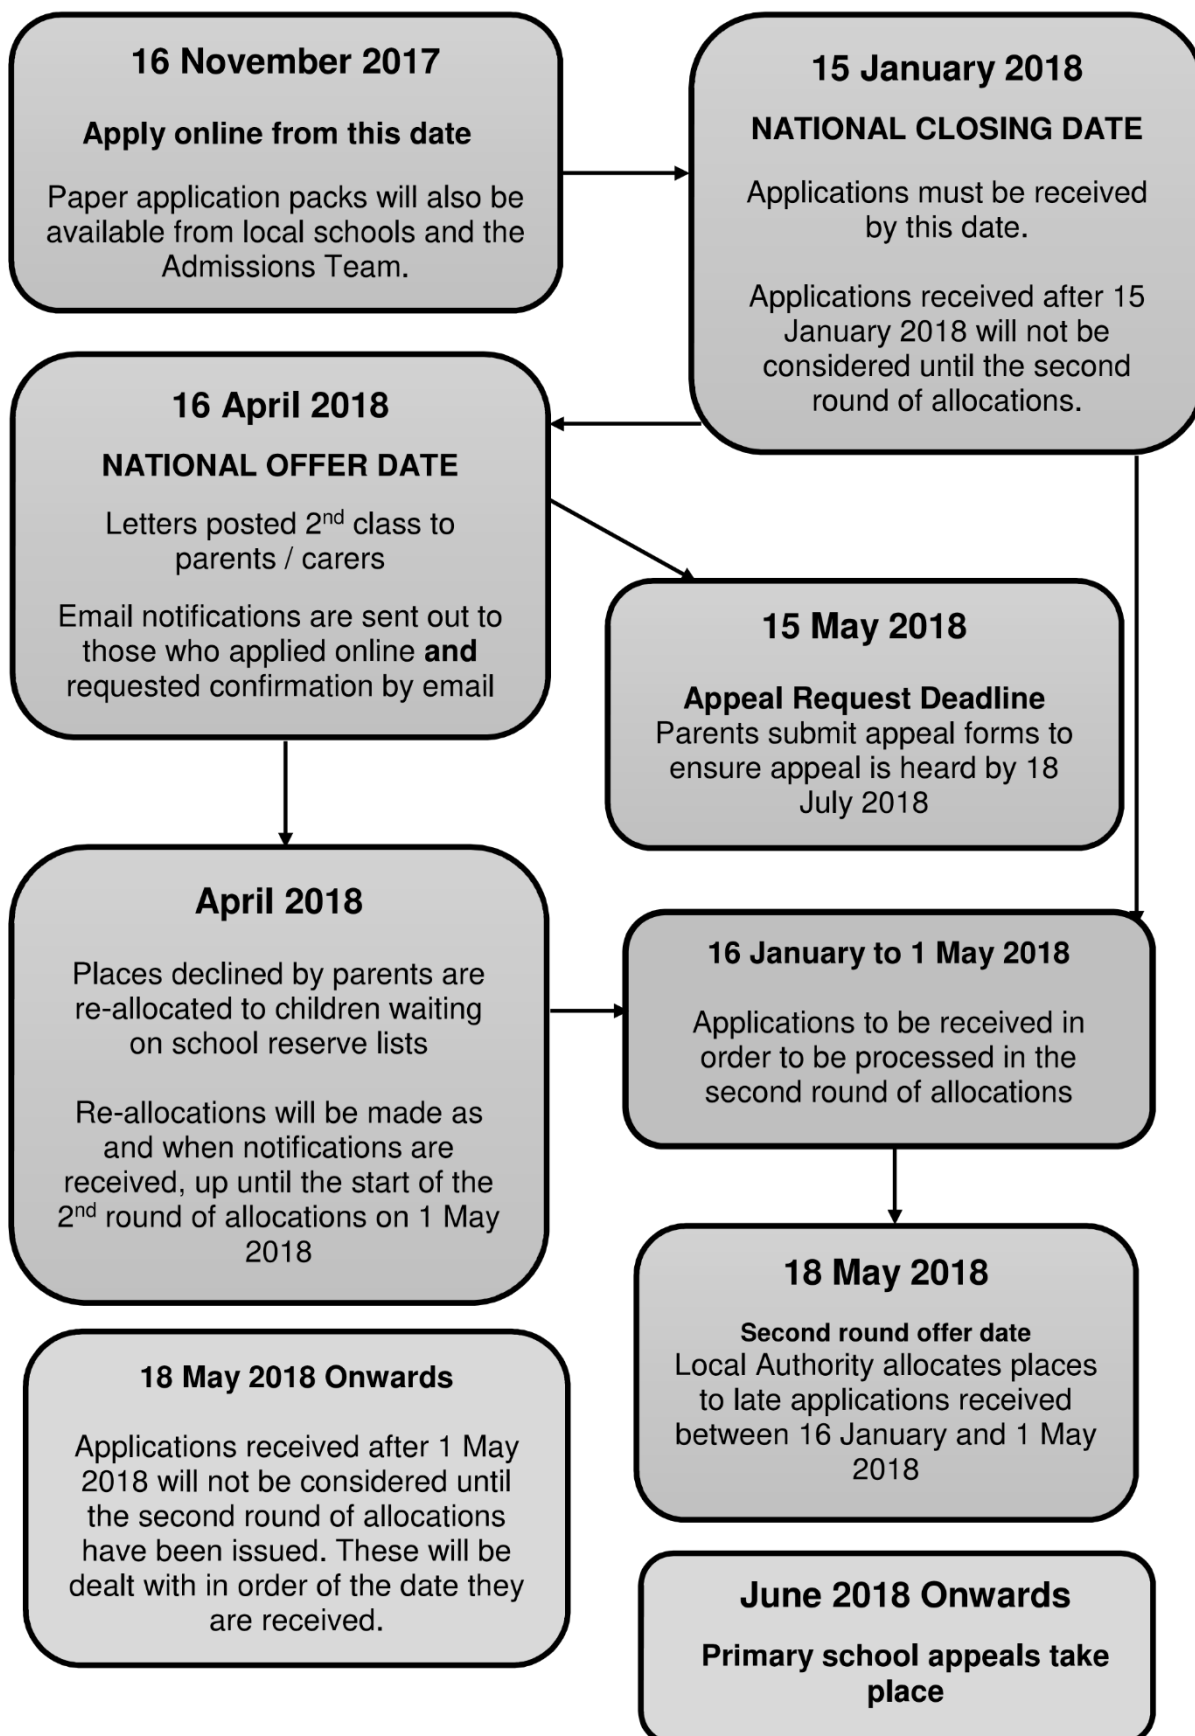 16 November 2017
Apply online from this date
Paper application packs will also be
available from local schools and the
Admissions Team.
15 January 2018
NATIONAL CLOSING DATE
Applications must be received
by this date.
Applications received after 15
January 2018 will not be
considered until the second
round of allocations.
16 April 2018
NATIONAL OFFER DATE
Letters posted 2nd class to
parents / carers
Email notifications are sent out to
those who applied online and
requested confirmation by email
15 May 2018
Appeal Request Deadline
Parents submit appeal forms to
ensure appeal is heard by 18
July 2018
April 2018
Places declined by parents are
re-allocated to children waiting
on school reserve lists
Re-allocations will be made as
and when notifications are
received, up until the start of the
2nd round of allocations on 1 May
2018
16 January to 1 May 2018
Applications to be received in
order to be processed in the
second round of allocations
18 May 2018
Second round offer date
Local Authority allocates places
to late applications received
between 16 January and 1 May
2018
18 May 2018 Onwards
Applications received after 1 May
2018 will not be considered until
the second round of allocations
have been issued. These will be
dealt with in order of the date they
are received.
June 2018 Onwards
Primary school appeals take
place